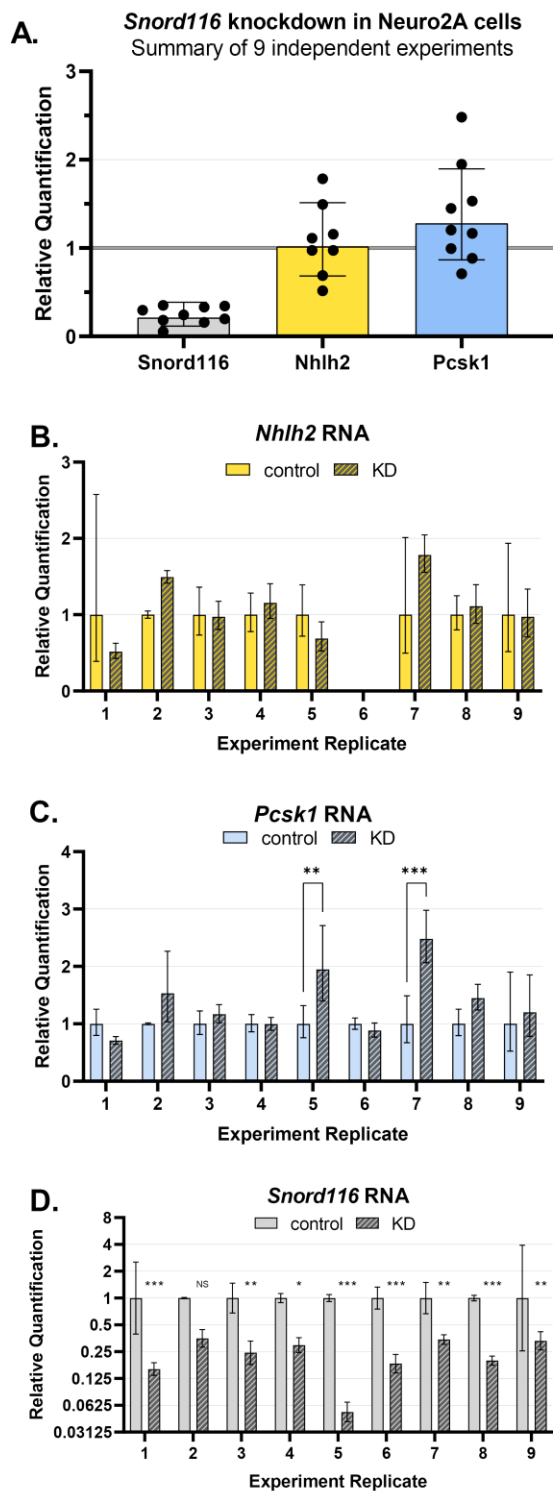 A.
Snord116 knockdown in Neuro2A cells
Summary of 9 independent experiments
Relative Quantification
3
2
1
0
Snord116 Nhlh2 Pcsk1
B.
Nhlh2 RNA
control KD
Relative Quantification
3
2
1
0
1 2 3 4 5 6 7 8 9
Experiment Replicate
C.
Pcsk1 RNA
control KD
Relative Quantification
4
3
2
1
0
** ***
1 2 3 4 5 6 7 8 9
Experiment Replicate
D.
Snord116 RNA
control KD
Relative Quantification
8
4
2
1
0.5
0.25
0.125
0.0625
0.03125
*** NS ** * *** *** ** *** **
1 2 3 4 5 6 7 8 9
Experiment Replicate